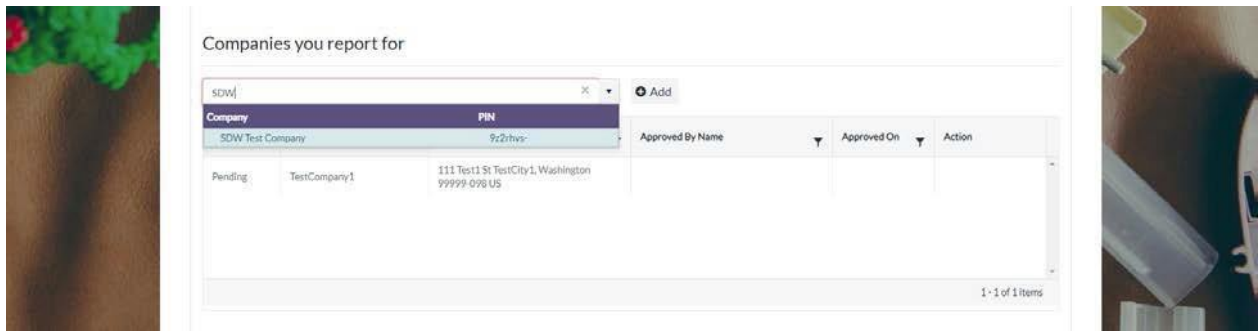 Companies you report for
SDW
Add
Company PIN
SDW Test Company 9z2rhvs-
Approved By Name Approved On Action
Pending TestCompany1 111 Test1 St TestCity1, Washington
99999-098 US
1 - 1 of 1 items